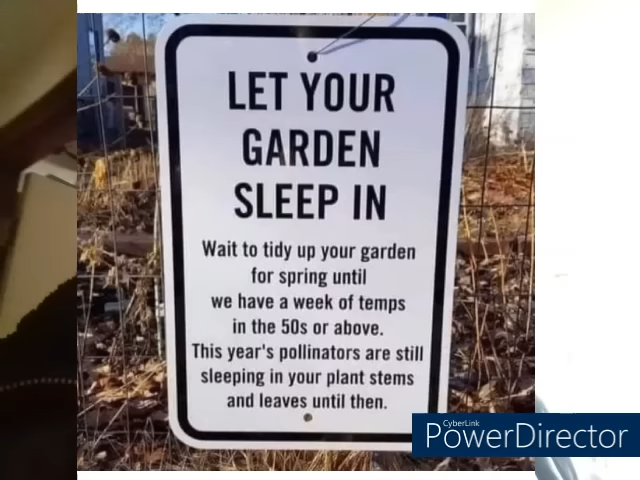 LET YOUR
GARDEN
SLEEP IN
Wait to tidy up your garden
for spring until
we have a week of temps
in the 50s or above.
This year's pollinators are still
sleeping in your plant stems
and leaves until then.
CyberLink
PowerDirector